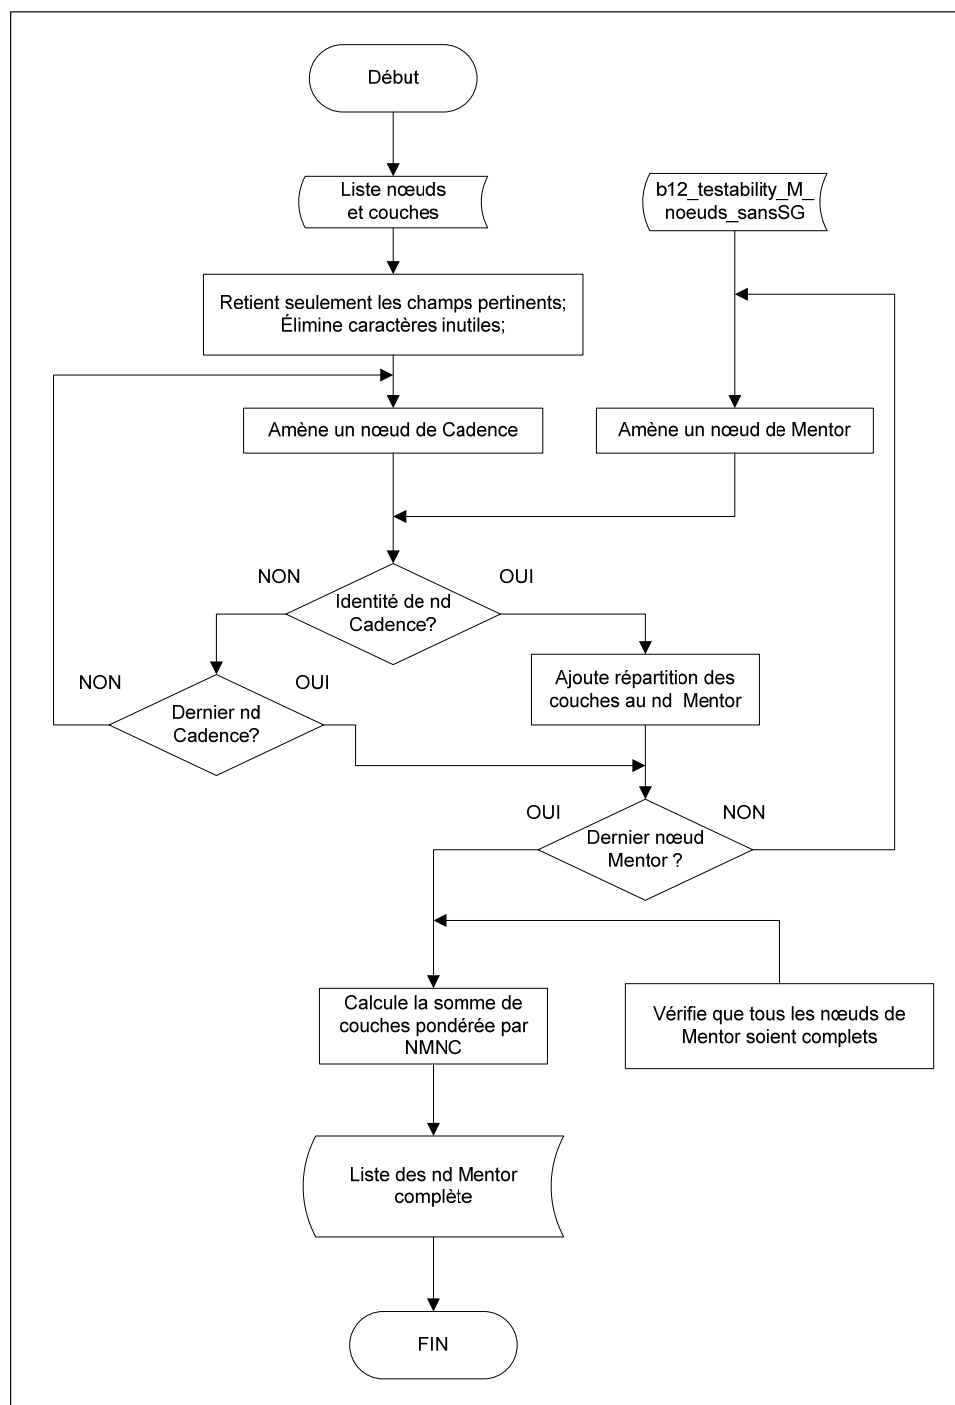 Début
Liste nœuds
et couches
b12_testability_M_
noeuds_sansSG
Retient seulement les champs pertinents;
Élimine caractères inutiles;
Amène un nœud de Cadence
Amène un nœud de Mentor
NON
OUI
Identité de nd
Cadence?
NON
OUI
Dernier nd
Cadence?
Ajoute répartition des
couches au nd Mentor
OUI
NON
Dernier nœud
Mentor ?
Calcule la somme de
couches pondérée par
NMNC
Vérifie que tous les nœuds de
Mentor soient complets
Liste des nd Mentor
complète
FIN